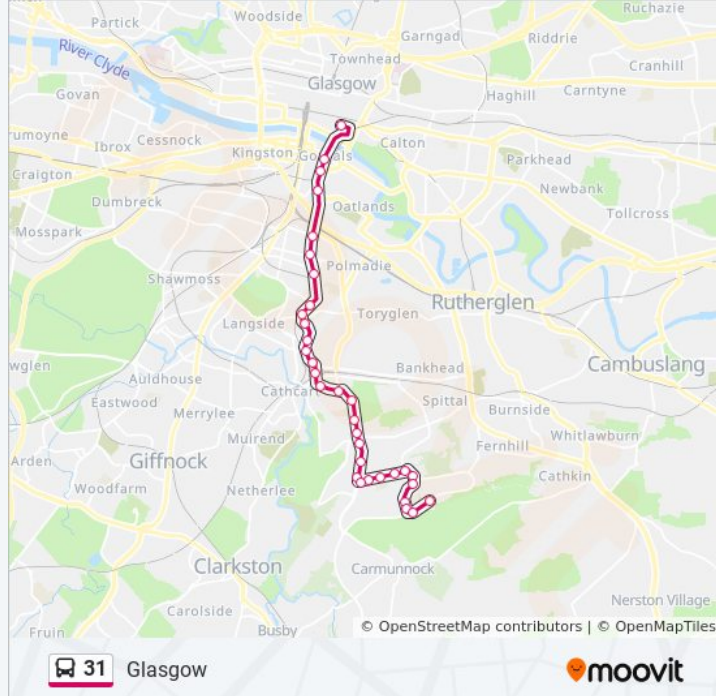 Partick
Woodside
Garngad
Riddrie
Ruchazie
River Clyde
Townhead
Cranhill
Govan
Glasgow
Haghill
Carntyne
rumoyne
Ibrox
Cessnock
Calton
Kingston
Gorbals
Parkhead
Craigton
Dumbreck
Newbank
Oatlands
Tollcross
Mosspark
Polmadie
Shawmoss
Rutherglen
Toryglen
Langside
wglen
Bankhead
Cambuslang
Auldhouse
Cathcart
Eastwood
Spittal
Burnside
Merrylee
Muirend
Whitlawburn
Arden
Giffnock
Fernhill
Woodfarm
Netherlee
Cathkin
Clarkston
Carmunnock
Nerston Village
Carolside
Fruin
Busby
© OpenStreetMap contributors | © OpenMapTiles
31 Glasgow
moovit